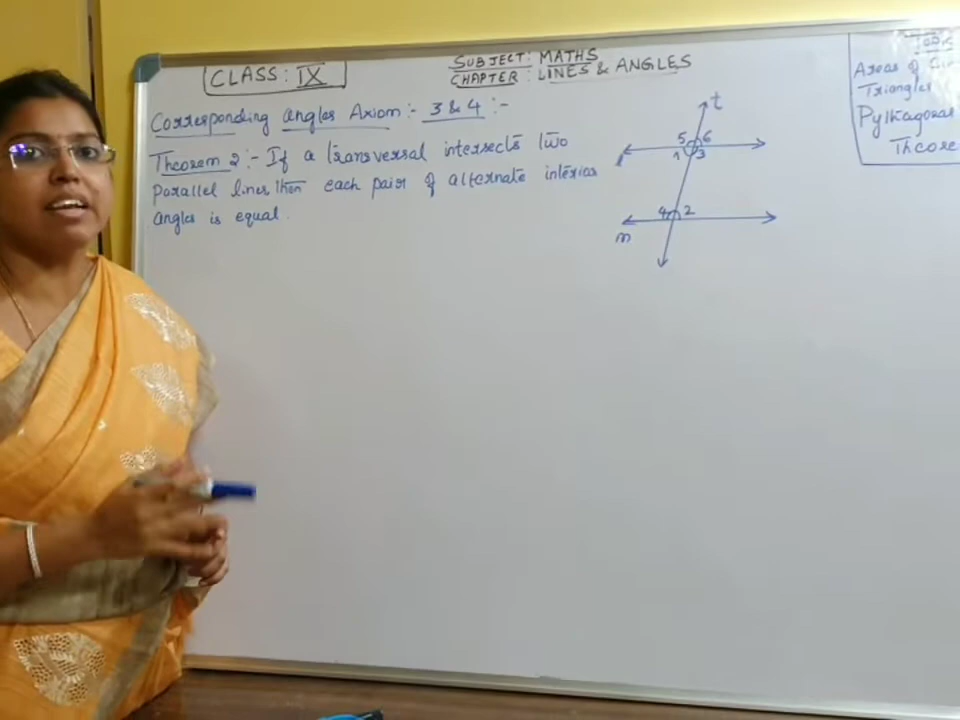 CLASS: IX
SUBJECT: MATHS
CHAPTER: LINES & ANGLES
Corresponding angles Axiom:- 3 & 4 :-
Theorem 2:- If a transversal intersects two
parallel lines then each pair of alternate interior
angles is equal.
t
5 6
1 3
l
4 2
m
Areas of
Triangles
Pythagoras
Theore